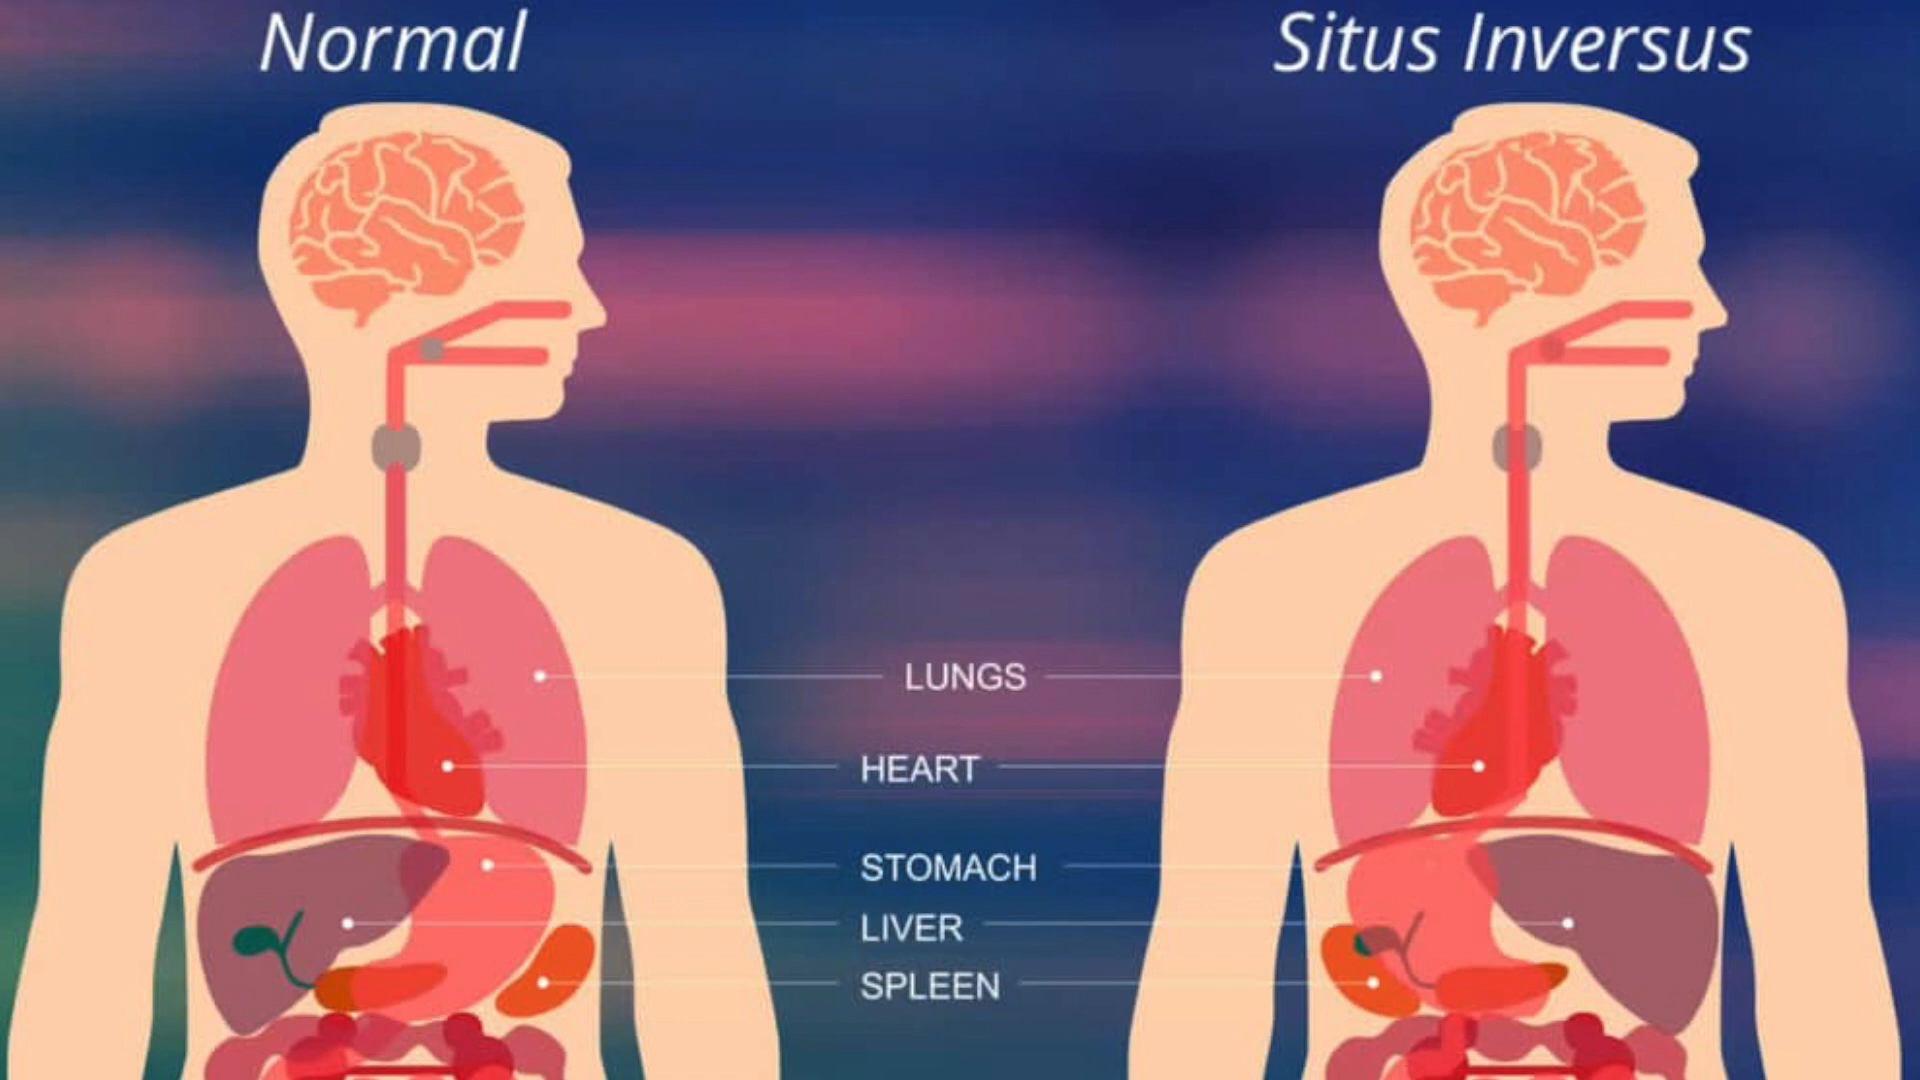 Normal
Situs Inversus
LUNGS
HEART
STOMACH
LIVER
SPLEEN